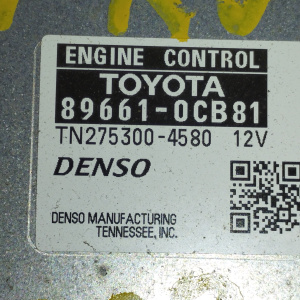 ENGINE CONTROL
TOYOTA
89661-0CB81
TN275300-4580 12V
DENSO
DENSO MANUFACTURING
TENNESSEE, INC.